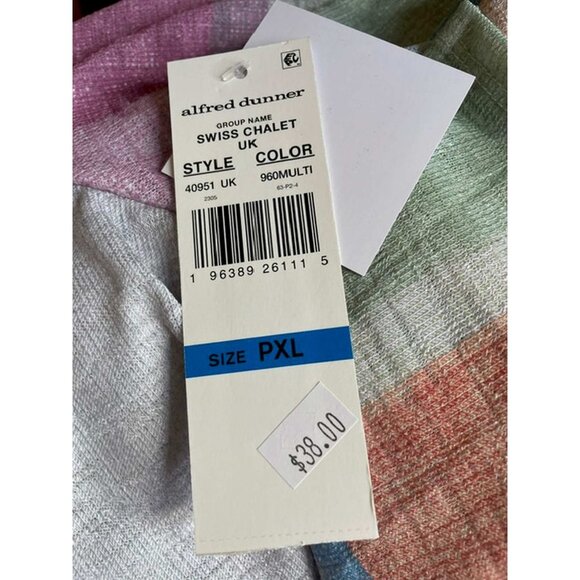 alfred dunner
GROUP NAME
SWISS CHALET
UK
STYLE COLOR
40951 UK 960MULTI
2305 63-P2-4
1 96389 26111 5
SIZE PXL
$38.00